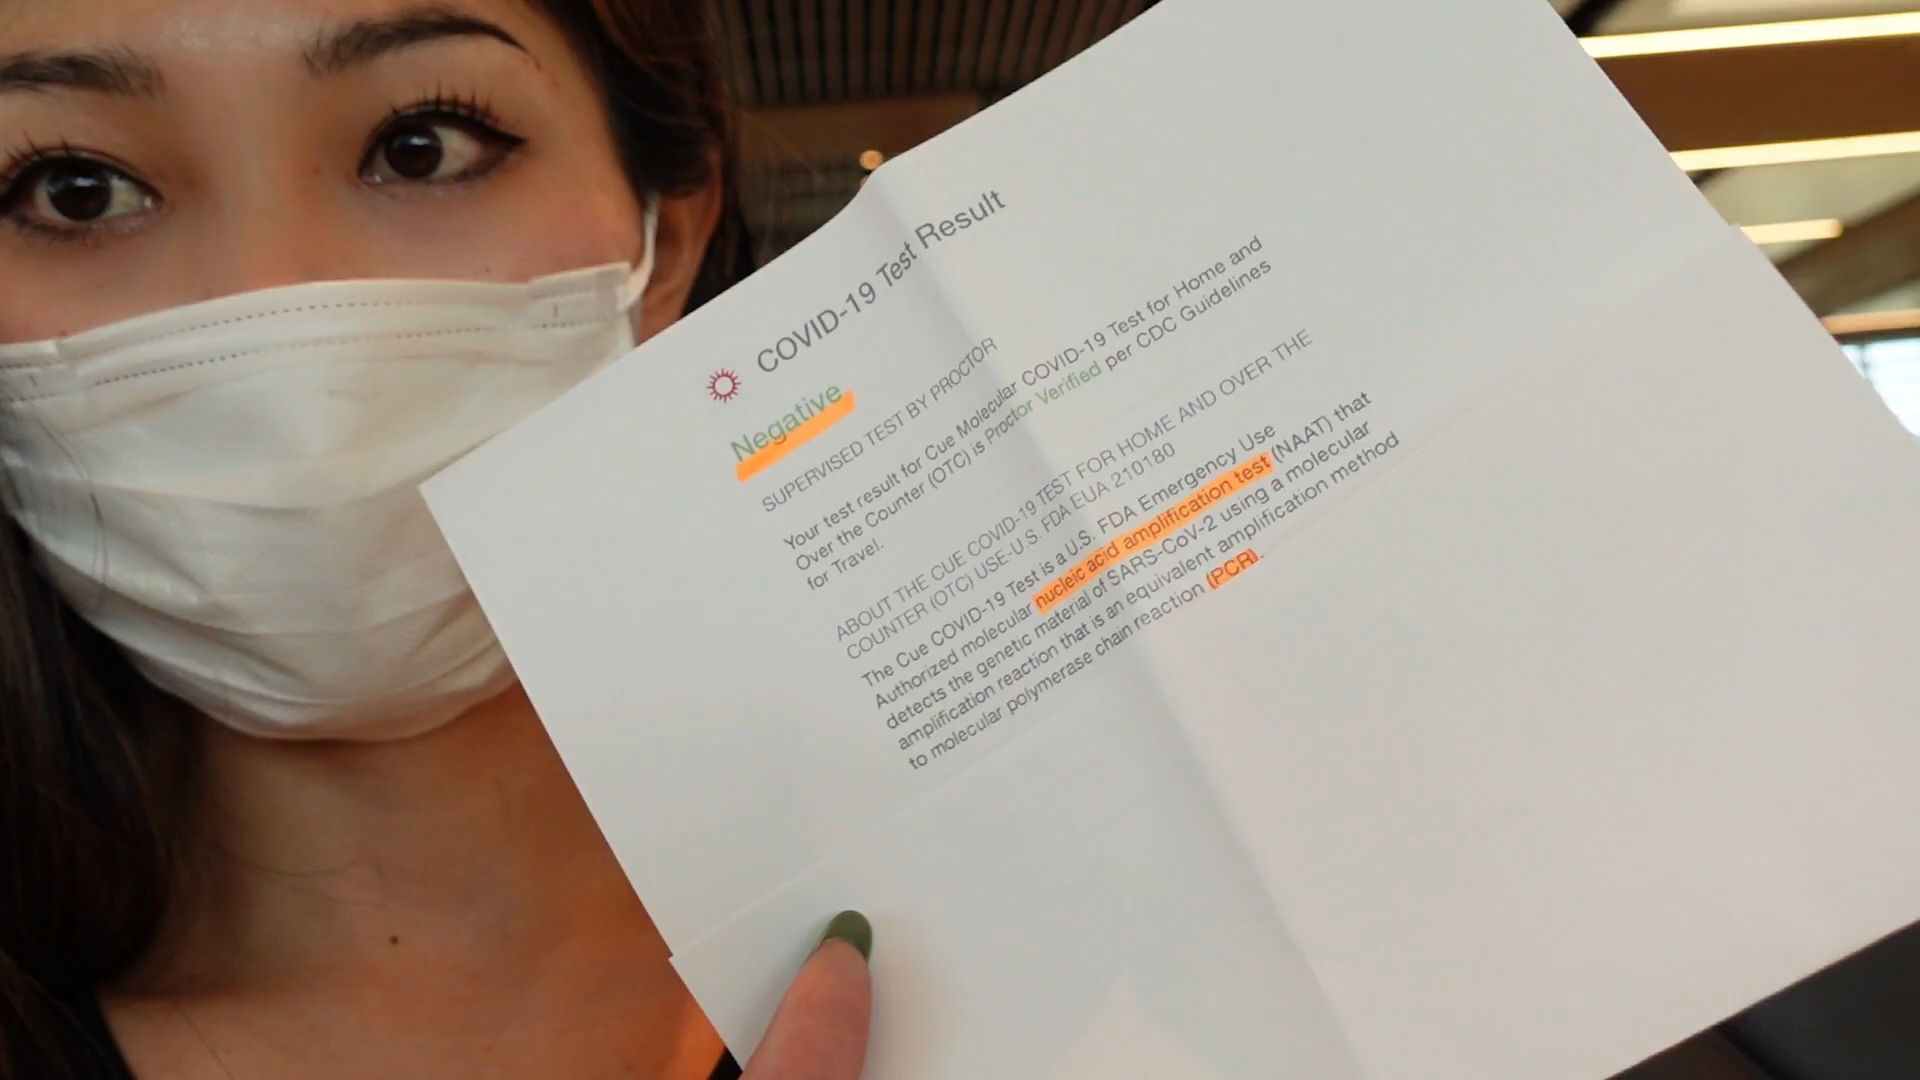 COVID-19 Test Result
Negative
SUPERVISED TEST BY PROCTOR
Your test result for Cue Molecular COVID-19 Test for Home and
Over the Counter (OTC) is Proctor Verified per CDC Guidelines
for Travel.
ABOUT THE CUE COVID-19 TEST FOR HOME AND OVER THE
COUNTER (OTC) USE-U.S. FDA EUA 210180
The Cue COVID-19 Test is a U.S. FDA Emergency Use
Authorized molecular nucleic acid amplification test (NAAT) that
detects the genetic material of SARS-CoV-2 using a molecular
amplification reaction that is an equivalent amplification method
to molecular polymerase chain reaction (PCR).